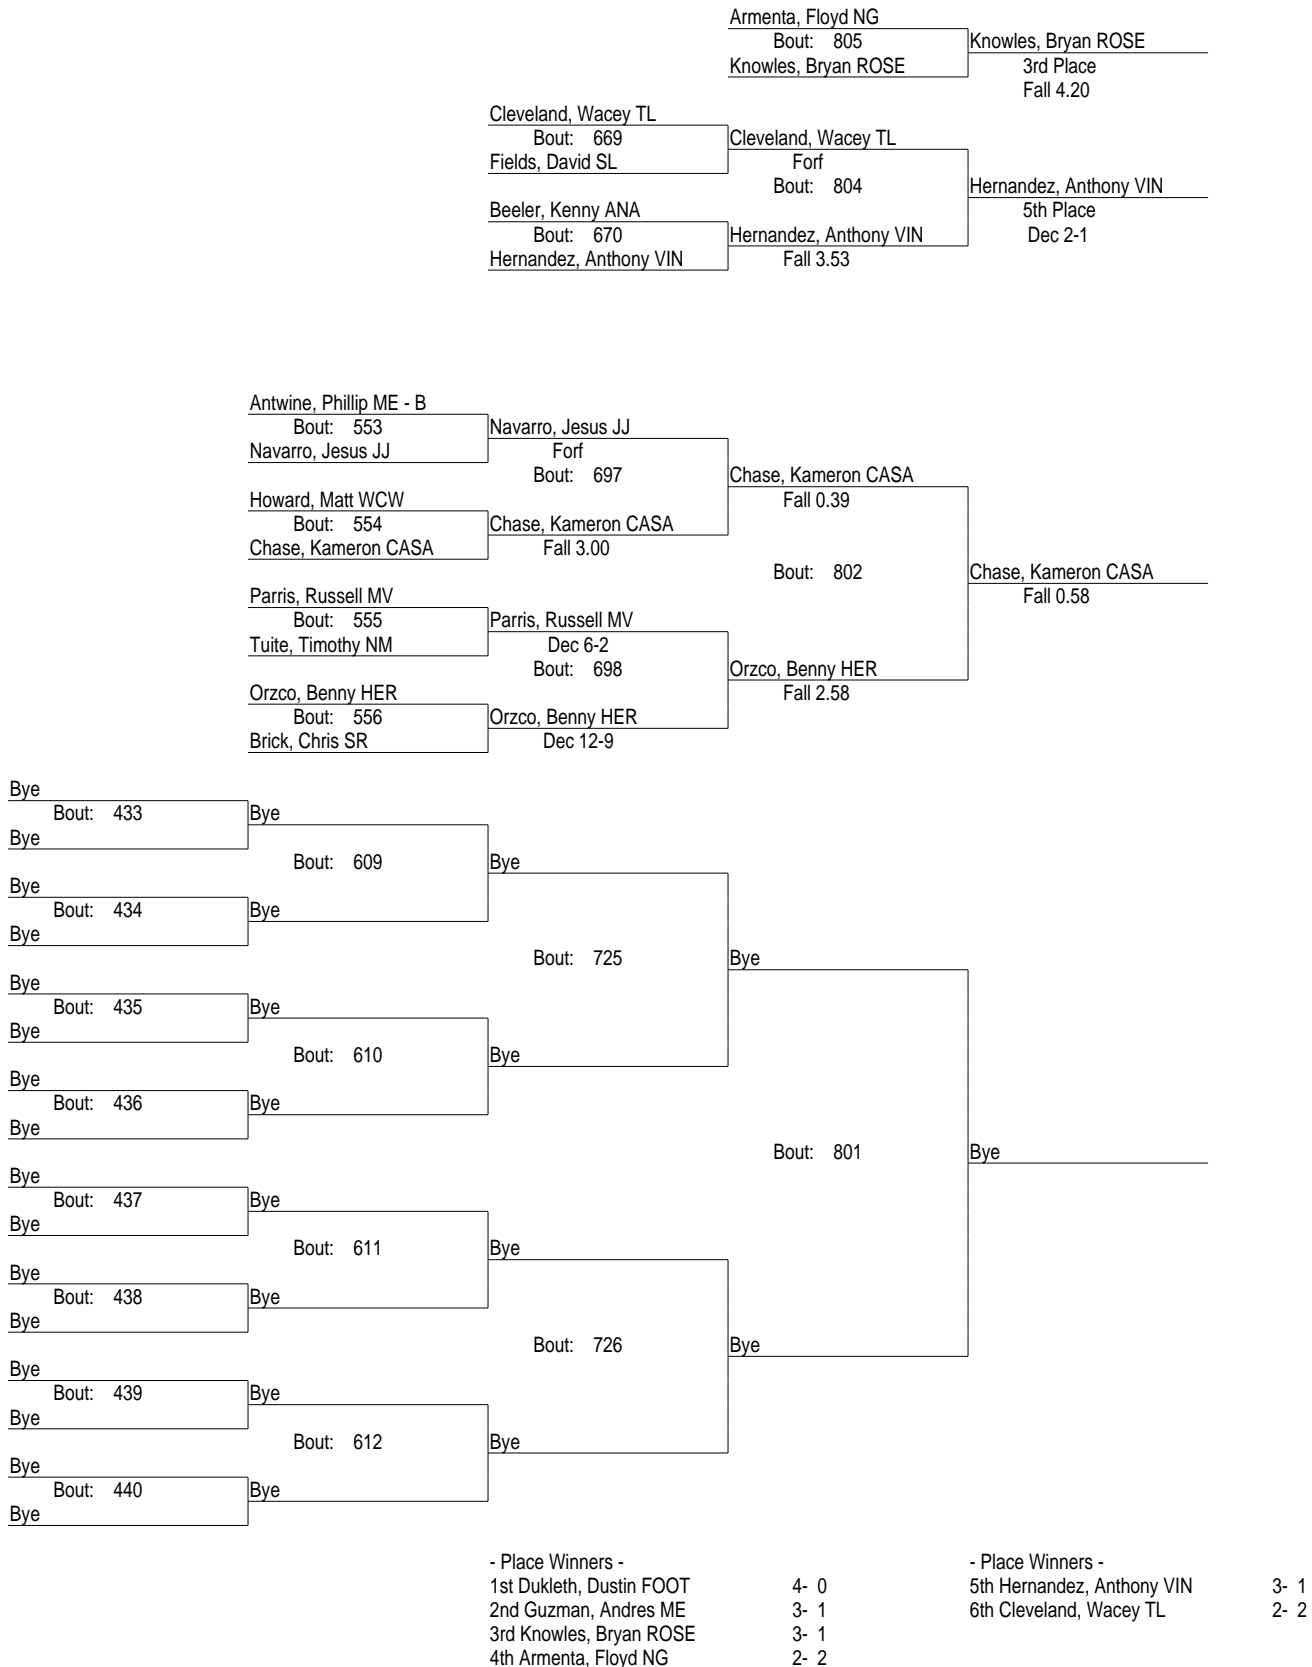 Armenta, Floyd NG
Bout: 805
Knowles, Bryan ROSE
Knowles, Bryan ROSE
3rd Place
Fall 4.20
Cleveland, Wacey TL
Bout: 669
Fields, David SL
Cleveland, Wacey TL
Forf
Bout: 804
Hernandez, Anthony VIN
5th Place
Dec 2-1
Beeler, Kenny ANA
Bout: 670
Hernandez, Anthony VIN
Hernandez, Anthony VIN
Fall 3.53
Antwine, Phillip ME - B
Bout: 553
Navarro, Jesus JJ
Navarro, Jesus JJ
Forf
Bout: 697
Chase, Kameron CASA
Fall 0.39
Howard, Matt WCW
Bout: 554
Chase, Kameron CASA
Chase, Kameron CASA
Fall 3.00
Bout: 802
Chase, Kameron CASA
Fall 0.58
Parris, Russell MV
Bout: 555
Tuite, Timothy NM
Parris, Russell MV
Dec 6-2
Bout: 698
Orzco, Benny HER
Fall 2.58
Orzco, Benny HER
Bout: 556
Brick, Chris SR
Orzco, Benny HER
Dec 12-9
Bye
Bout: 433
Bye
Bye
Bout: 609
Bye
Bye
Bout: 434
Bye
Bye
Bout: 725
Bye
Bye
Bout: 435
Bye
Bye
Bout: 610
Bye
Bye
Bout: 436
Bye
Bye
Bout: 801
Bye
Bye
Bout: 437
Bye
Bye
Bout: 611
Bye
Bye
Bout: 438
Bye
Bye
Bout: 726
Bye
Bye
Bout: 439
Bye
Bye
Bout: 612
Bye
Bye
Bout: 440
Bye
Bye
- Place Winners -
1st Dukleth, Dustin FOOT 4- 0
2nd Guzman, Andres ME 3- 1
3rd Knowles, Bryan ROSE 3- 1
4th Armenta, Floyd NG 2- 2
- Place Winners -
5th Hernandez, Anthony VIN 3- 1
6th Cleveland, Wacey TL 2- 2